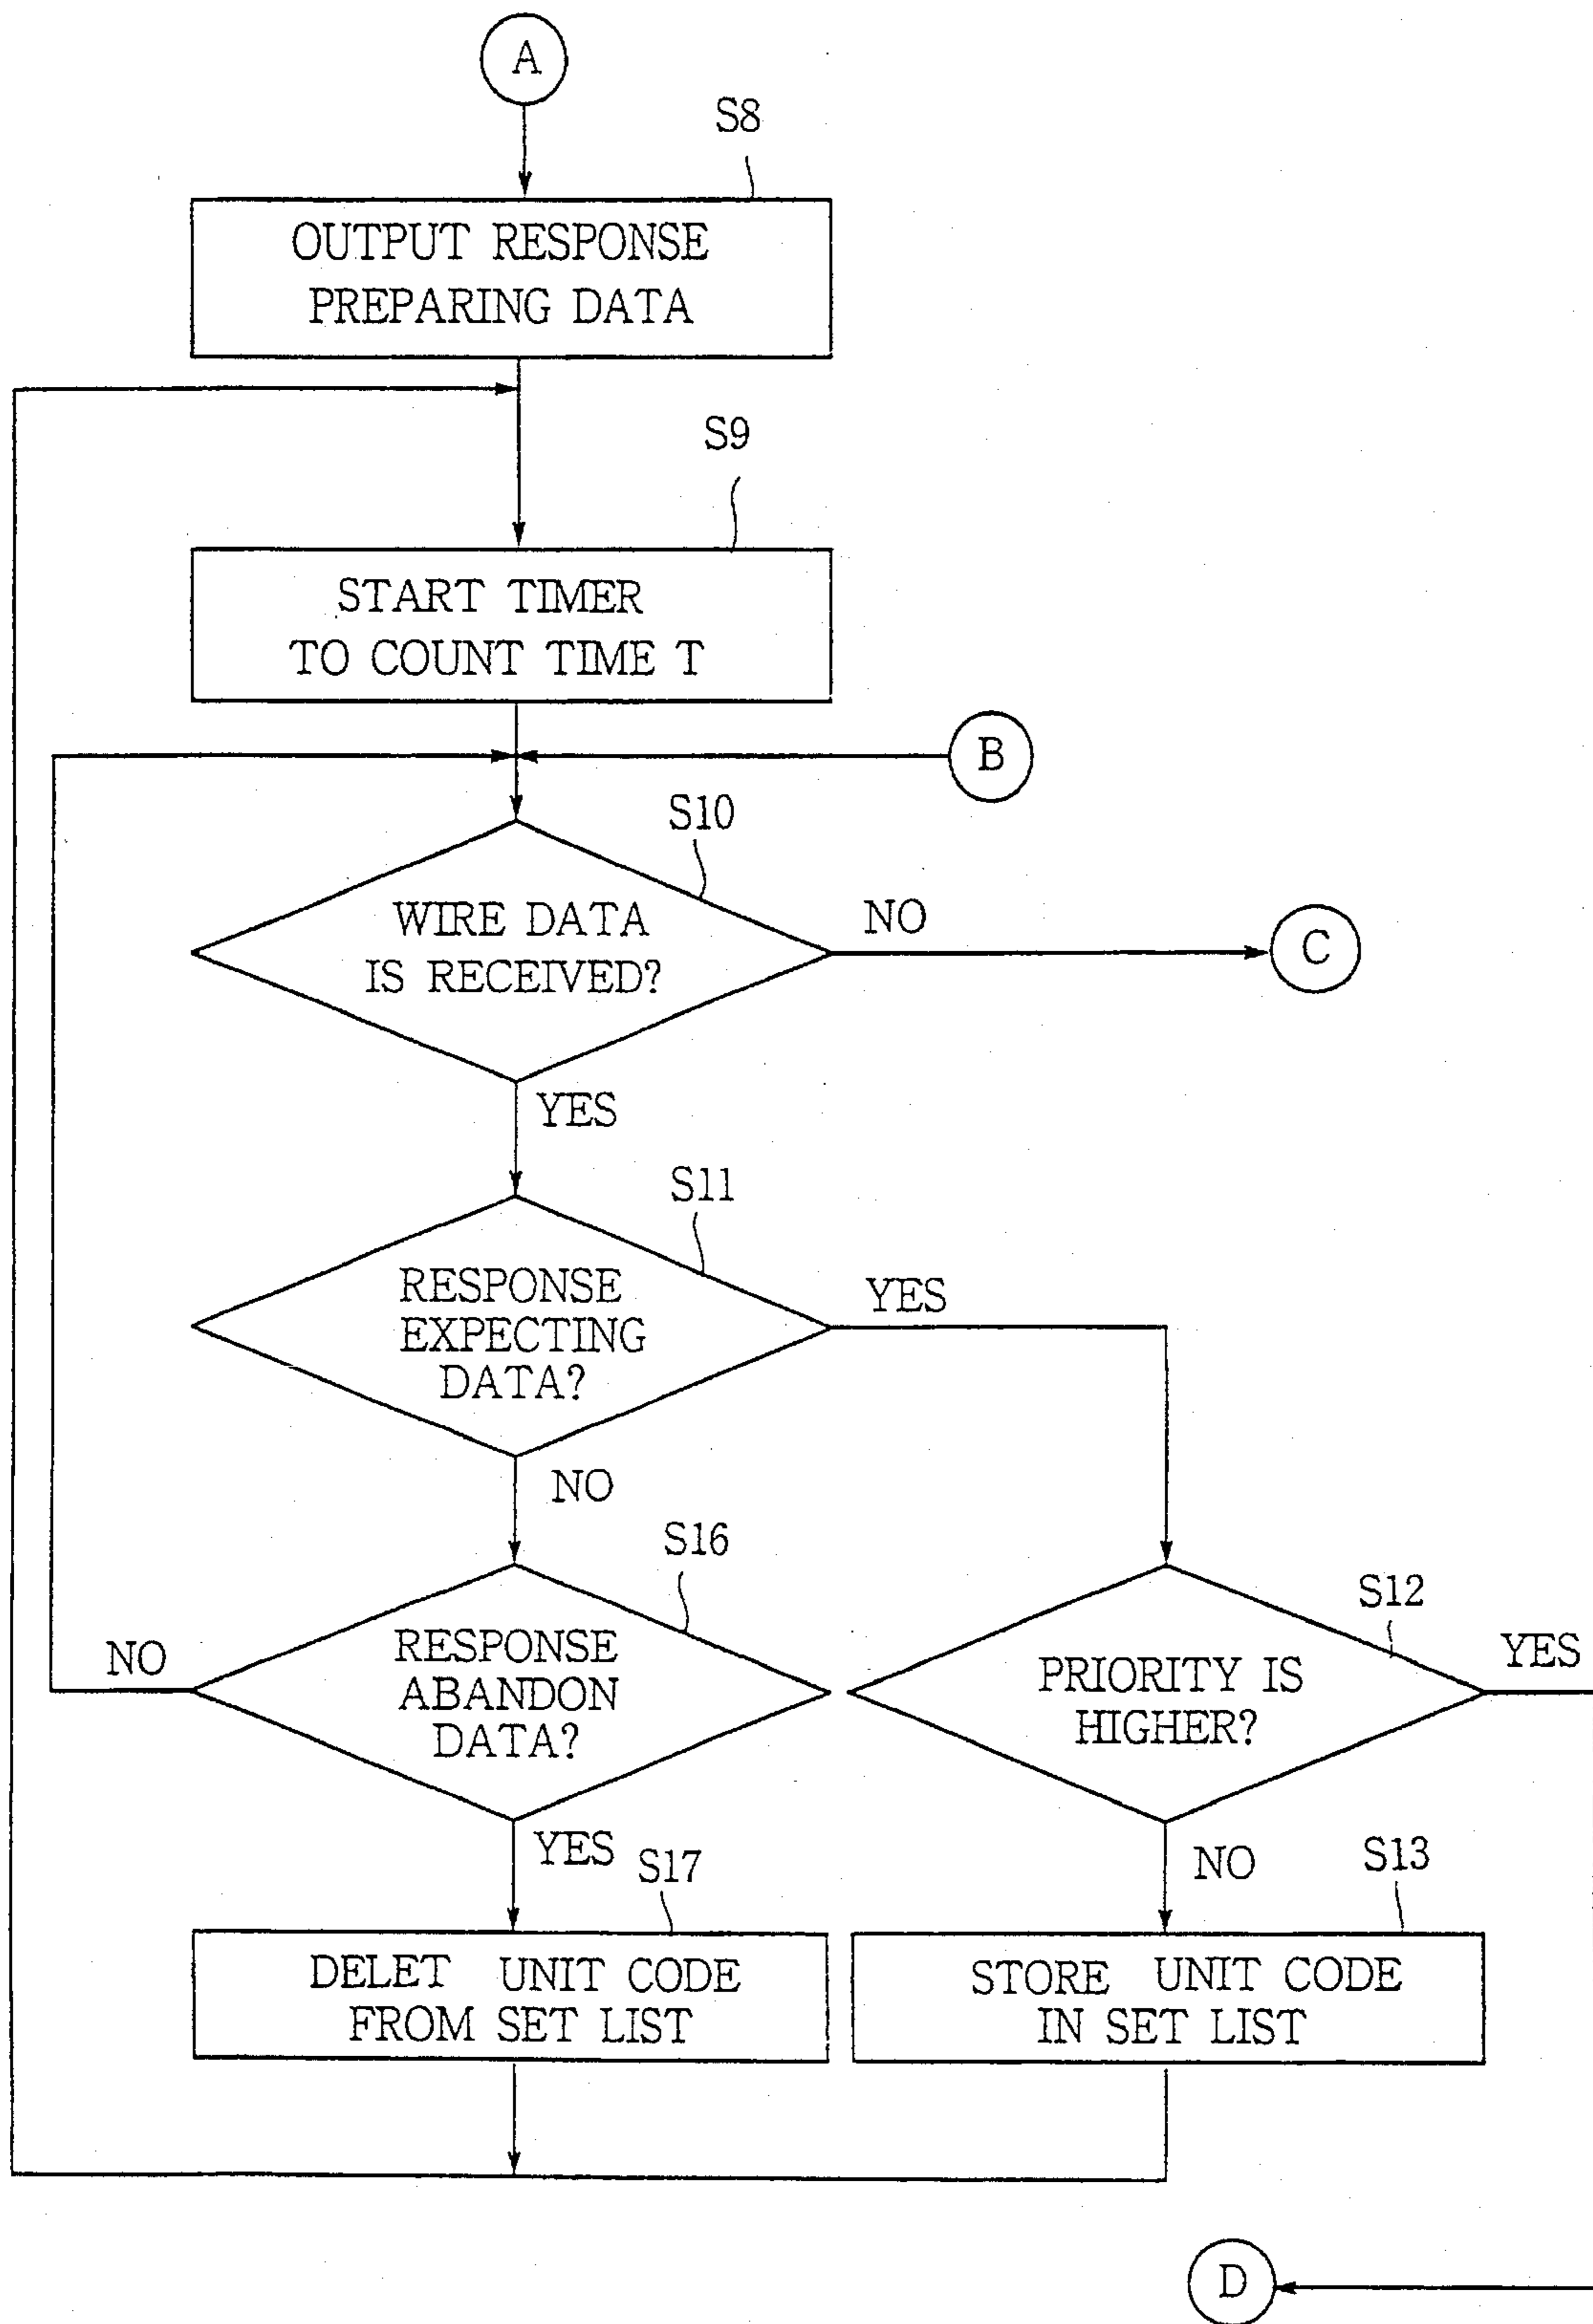 A
S8
OUTPUT RESPONSE
PREPARING DATA
S9
START TIMER
TO COUNT TIME T
B
S10
WIRE DATA
IS RECEIVED?
NO
C
YES
S11
RESPONSE
EXPECTING
DATA?
YES
NO
S16
RESPONSE
ABANDON
DATA?
NO
S12
PRIORITY IS
HIGHER?
YES
YES
S17
DELET UNIT CODE
FROM SET LIST
NO
S13
STORE UNIT CODE
IN SET LIST
D